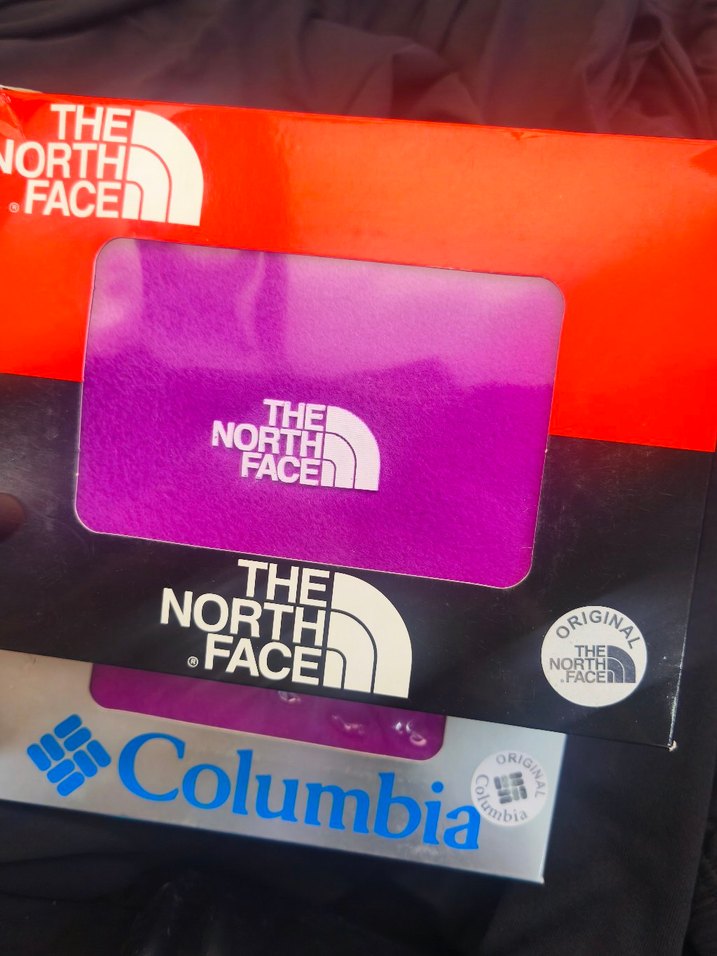 THE
NORTH
®FACE
THE
NORTH
FACE
THE
NORTH
®FACE
ORIGINAL
THE
NORTH
®FACE
Columbia
ORIGINAL
Columbia